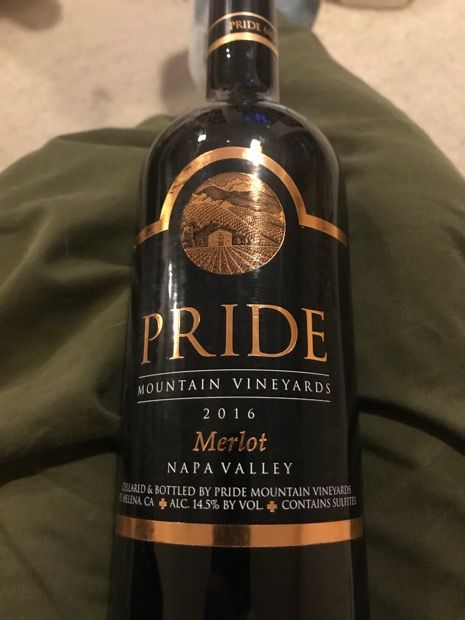 PRIDE
PRIDE
MOUNTAIN VINEYARDS
2016
Merlot
NAPA VALLEY
CELLARED & BOTTLED BY PRIDE MOUNTAIN VINEYARDS
HELENA, CA ✚ ALC. 14.5% BY VOL. ✚ CONTAINS SULFITES